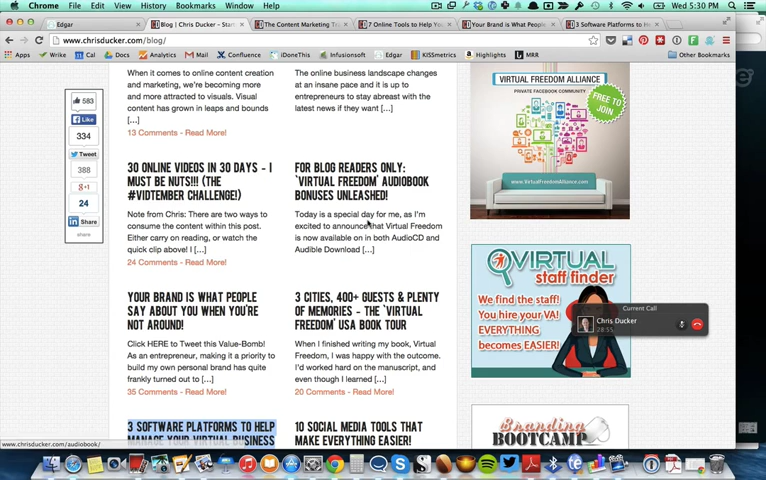 Chrome File Edit View History Bookmarks Window Help
Wed 5:30 PM
Edgar
Blog | Chris Ducker - Star
The Content Marketing Tr
7 Online Tools to Help You
Your Brand is What People
3 Software Platforms to He
www.chrisducker.com/blog/
Apps Wrike Cal Blog Docs Analytics Mail Confluence iDoneThis Infusionsoft Edgar KISSmetrics Highlights MRR Other Bookmarks
583
Like
334
Tweet
388
g+1
24
Share
share
When it comes to online content creation
and marketing, we're becoming more
and more attracted to visuals. Visual
content has grown in leaps and bounds
[...]
13 Comments - Read More!
The online business landscape changes
at an insane pace and it is up to
entrepreneurs to stay abreast with the
latest news if they want [...]
30 ONLINE VIDEOS IN 30 DAYS - I
MUST BE NUTS!!! (THE
#VIDTEMBER CHALLENGE!)
Note from Chris: There are two ways to
consume the content within this post.
Either carry on reading, or watch the
quick clip above! I [...]
24 Comments - Read More!
FOR BLOG READERS ONLY:
'VIRTUAL FREEDOM' AUDIOBOOK
BONUSES UNLEASHED!
Today is a special day for me, as I'm
excited to announce that Virtual Freedom
is now available on in both AudioCD and
Audible Download [...]
YOUR BRAND IS WHAT PEOPLE
SAY ABOUT YOU WHEN YOU'RE
NOT AROUND!
Click HERE to Tweet this Value-Bomb!
As an entrepreneur, making it a priority
to build my own personal brand has quite
frankly turned out to [...]
35 Comments - Read More!
3 CITIES, 400+ GUESTS & PLENTY
OF MEMORIES - THE 'VIRTUAL
FREEDOM' USA BOOK TOUR
When I finished writing my book, Virtual
Freedom, I was happy with the outcome.
I'd worked hard on the manuscript, and
even though I learned [...]
20 Comments - Read More!
3 SOFTWARE PLATFORMS TO HELP
MANAGE YOUR VIRTUAL BUSINESS
10 SOCIAL MEDIA TOOLS THAT
MAKE EVERYTHING EASIER!
VIRTUAL FREEDOM ALLIANCE
PRIVATE FACEBOOK COMMUNITY
FREE TO
JOIN
www.VirtualFreedomAlliance.com
VIRTUAL
staff finder
We find the staff!
You hire your VA!
EVERYTHING
becomes EASIER!
Current Call
Chris Ducker
28:55
Branding
BOOTCAMP
www.chrisducker.com/audiobook/